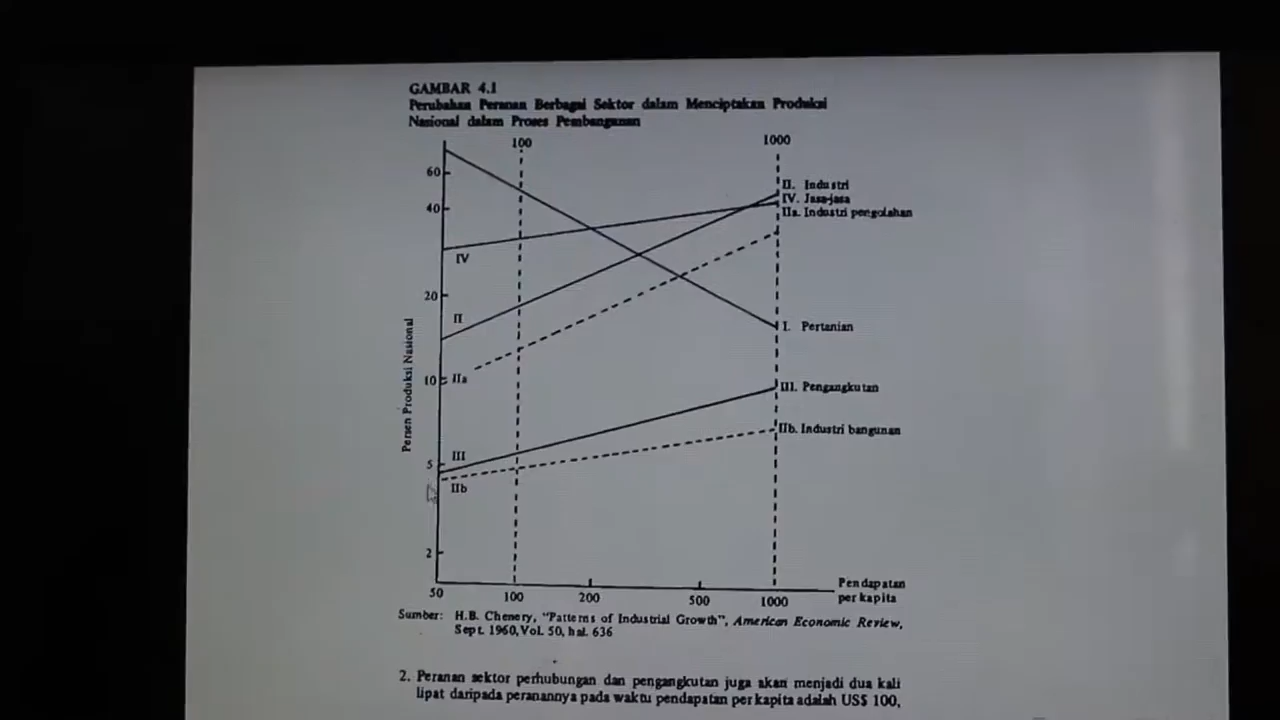 GAMBAR 4.1
Perubahan Peranan Berbagai Sektor dalam Menciptakan Produksi
Nasional dalam Proses Pembangunan
100
1000
60
40
20
10
5
2
Persen Produksi Nasional
II. Industri
IV. Jasa-jasa
IIa. Industri pengolahan
IV
II
I. Pertanian
IIa
III. Pengangkutan
IIb. Industri bangunan
III
IIb
50
100
200
500
1000
Pendapatan
per kapita
Sumber: H.B. Chenery, "Patterns of Industrial Growth", American Economic Review,
Sept. 1960, Vol. 50, hal. 636
2. Peranan sektor perhubungan dan pengangkutan juga akan menjadi dua kali
lipat daripada peranannya pada waktu pendapatan per kapita adalah US$ 100,